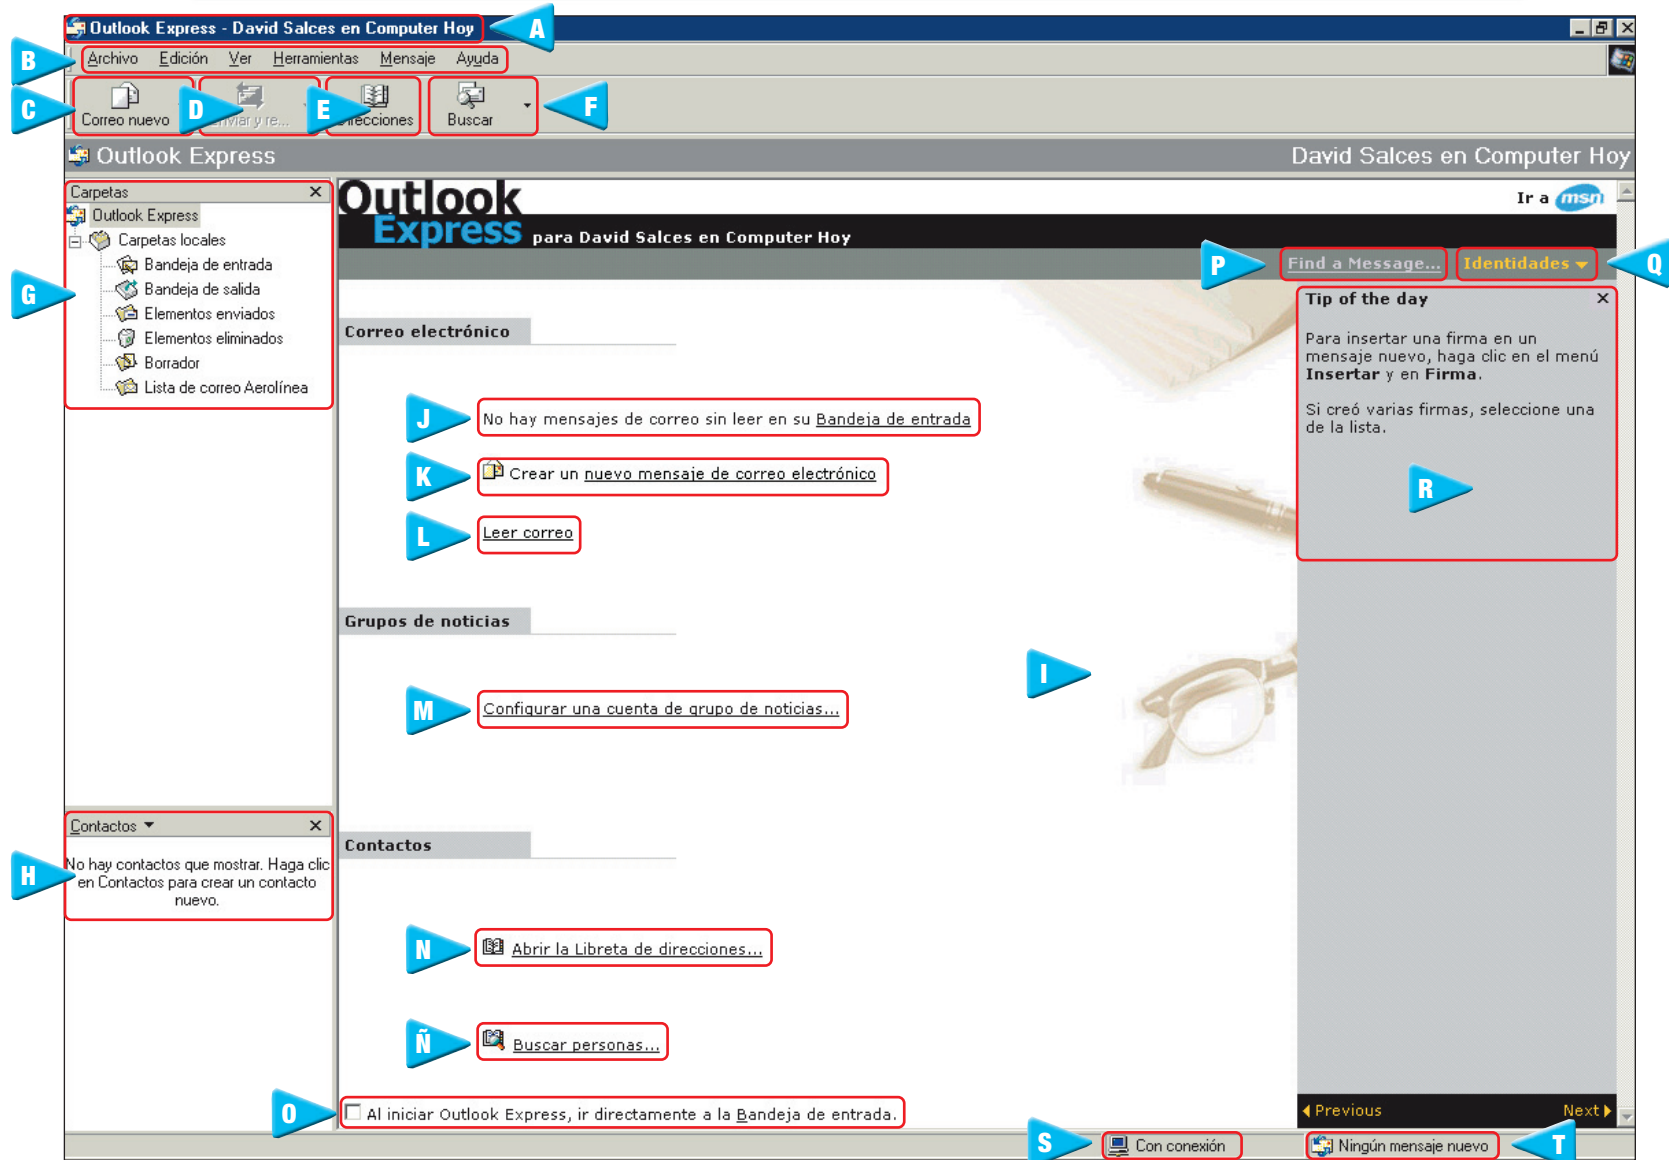 Outlook Express - David Salces en Computer Hoy
A
B
Archivo Edición Ver Herramientas Mensaje Ayuda
C
Correo nuevo
D
Enviar y re...
E
Direcciones
Buscar
F
Outlook Express
David Salces en Computer Hoy
Carpetas
Outlook Express
Carpetas locales
Bandeja de entrada
Bandeja de salida
Elementos enviados
Elementos eliminados
Borrador
Lista de correo Aerolínea
G
Outlook
Express para David Salces en Computer Hoy
Ir a msn
P
Find a Message...
Identidades
Q
Tip of the day
Para insertar una firma en un
mensaje nuevo, haga clic en el menú
Insertar y en Firma.
Si creó varias firmas, seleccione una
de la lista.
R
Correo electrónico
J
No hay mensajes de correo sin leer en su Bandeja de entrada
K
Crear un nuevo mensaje de correo electrónico
L
Leer correo
Grupos de noticias
I
M
Configurar una cuenta de grupo de noticias...
Contactos
No hay contactos que mostrar. Haga clic
en Contactos para crear un contacto
nuevo.
H
Contactos
N
Abrir la Libreta de direcciones...
Ñ
Buscar personas...
O
Al iniciar Outlook Express, ir directamente a la Bandeja de entrada.
Previous
Next
S
Con conexión
Ningún mensaje nuevo
T